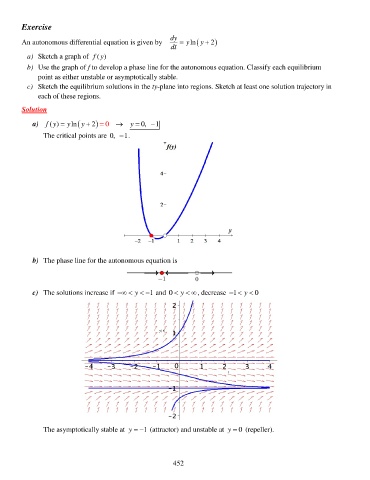 Exercise
An autonomous differential equation is given by dy/dt = y ln(y + 2)
a) Sketch a graph of f(y)
b) Use the graph of f to develop a phase line for the autonomous equation. Classify each equilibrium
point as either unstable or asymptotically stable.
c) Sketch the equilibrium solutions in the ty-plane into regions. Sketch at least one solution trajectory in
each of these regions.
Solution
a) f(y) = y ln(y + 2) = 0 → y = 0, −1
The critical points are 0, −1.
f(y)
4
2
y
−2 −1 1 2 3 4
b) The phase line for the autonomous equation is
−1 0
c) The solutions increase if −∞ < y < −1 and 0 < y < ∞, decrease −1 < y < 0
2
1
−4 −3 −2 −1 0 1 2 3 4
−1
−2
The asymptotically stable at y = −1 (attractor) and unstable at y = 0 (repeller).
452